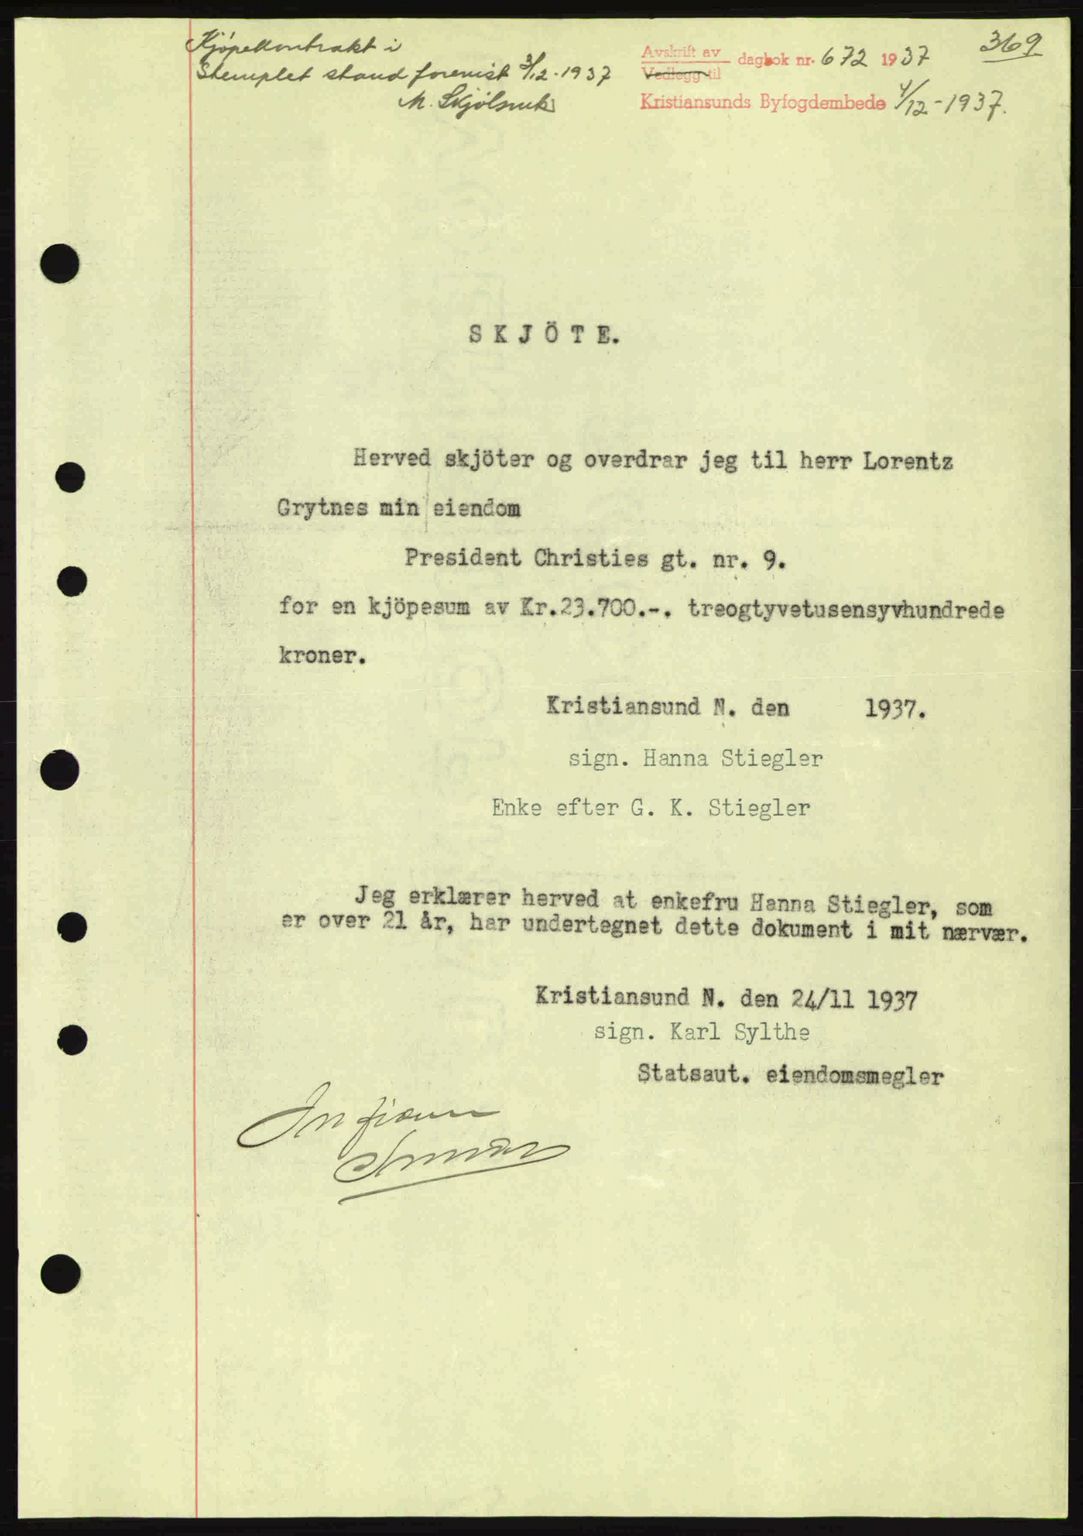 Kjöpekontrakt i
Stemplet stand forevist 3/12-1937
M. Skjölsvik
Avskrift av
Vedlegg til
dagbok nr. 672 1937
Kristiansunds Byfogdembede 4/12-1937.
369
SKJÖTE.
Herved skjöter og overdrar jeg til herr Lorentz
Grytnes min eiendom
President Christies gt. nr. 9.
for en kjöpesum av Kr.23.700.-. treogtyvetusensyvhundrede
kroner.
Kristiansund N. den 1937.
sign. Hanna Stiegler
Enke efter G. K. Stiegler
Jeg erklærer herved at enkefru Hanna Stiegler, som
er over 21 år, har undertegnet dette dokument i mit nærvær.
Kristiansund N. den 24/11 1937
sign. Karl Sylthe
Statsaut. eiendomsmegler